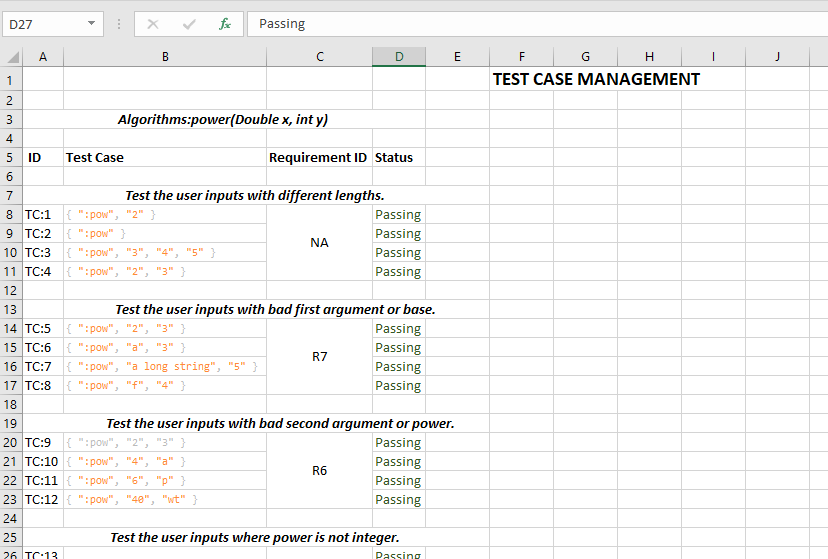 D27 fx Passing
A B C D E F G H I J
1 TEST CASE MANAGEMENT
2
3 Algorithms:power(Double x, int y)
4
5 ID Test Case Requirement ID Status
6
7 Test the user inputs with different lengths.
8 TC:1 { ":pow", "2" } Passing
9 TC:2 { ":pow" } Passing
NA
10 TC:3 { ":pow", "3", "4", "5" } Passing
11 TC:4 { ":pow", "2", "3" } Passing
12
13 Test the user inputs with bad first argument or base.
14 TC:5 { ":pow", "2", "3" } Passing
15 TC:6 { ":pow", "a", "3" } Passing
R7
16 TC:7 { ":pow", "a long string", "5" } Passing
17 TC:8 { ":pow", "f", "4" } Passing
18
19 Test the user inputs with bad second argument or power.
20 TC:9 { ":pow", "2", "3" } Passing
21 TC:10 { ":pow", "4", "a" } Passing
R6
22 TC:11 { ":pow", "6", "p" } Passing
23 TC:12 { ":pow", "40", "wt" } Passing
24
25 Test the user inputs where power is not integer.
26 TC:13 Passing